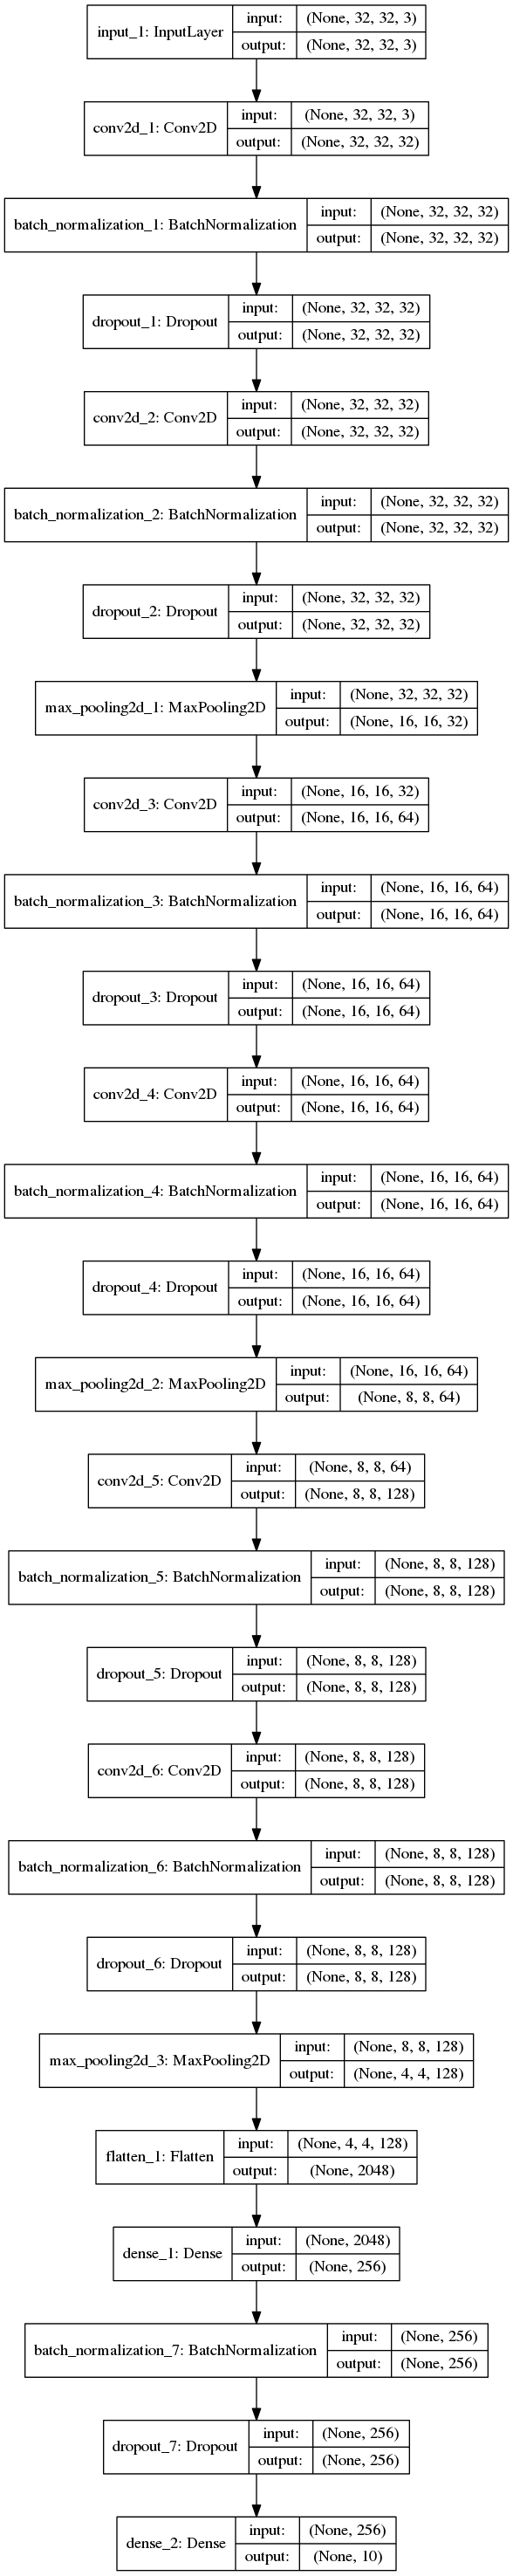 input_1: InputLayer
input: (None, 32, 32, 3)
output: (None, 32, 32, 3)
conv2d_1: Conv2D
input: (None, 32, 32, 3)
output: (None, 32, 32, 32)
batch_normalization_1: BatchNormalization
input: (None, 32, 32, 32)
output: (None, 32, 32, 32)
dropout_1: Dropout
input: (None, 32, 32, 32)
output: (None, 32, 32, 32)
conv2d_2: Conv2D
input: (None, 32, 32, 32)
output: (None, 32, 32, 32)
batch_normalization_2: BatchNormalization
input: (None, 32, 32, 32)
output: (None, 32, 32, 32)
dropout_2: Dropout
input: (None, 32, 32, 32)
output: (None, 32, 32, 32)
max_pooling2d_1: MaxPooling2D
input: (None, 32, 32, 32)
output: (None, 16, 16, 32)
conv2d_3: Conv2D
input: (None, 16, 16, 32)
output: (None, 16, 16, 64)
batch_normalization_3: BatchNormalization
input: (None, 16, 16, 64)
output: (None, 16, 16, 64)
dropout_3: Dropout
input: (None, 16, 16, 64)
output: (None, 16, 16, 64)
conv2d_4: Conv2D
input: (None, 16, 16, 64)
output: (None, 16, 16, 64)
batch_normalization_4: BatchNormalization
input: (None, 16, 16, 64)
output: (None, 16, 16, 64)
dropout_4: Dropout
input: (None, 16, 16, 64)
output: (None, 16, 16, 64)
max_pooling2d_2: MaxPooling2D
input: (None, 16, 16, 64)
output: (None, 8, 8, 64)
conv2d_5: Conv2D
input: (None, 8, 8, 64)
output: (None, 8, 8, 128)
batch_normalization_5: BatchNormalization
input: (None, 8, 8, 128)
output: (None, 8, 8, 128)
dropout_5: Dropout
input: (None, 8, 8, 128)
output: (None, 8, 8, 128)
conv2d_6: Conv2D
input: (None, 8, 8, 128)
output: (None, 8, 8, 128)
batch_normalization_6: BatchNormalization
input: (None, 8, 8, 128)
output: (None, 8, 8, 128)
dropout_6: Dropout
input: (None, 8, 8, 128)
output: (None, 8, 8, 128)
max_pooling2d_3: MaxPooling2D
input: (None, 8, 8, 128)
output: (None, 4, 4, 128)
flatten_1: Flatten
input: (None, 4, 4, 128)
output: (None, 2048)
dense_1: Dense
input: (None, 2048)
output: (None, 256)
batch_normalization_7: BatchNormalization
input: (None, 256)
output: (None, 256)
dropout_7: Dropout
input: (None, 256)
output: (None, 256)
dense_2: Dense
input: (None, 256)
output: (None, 10)